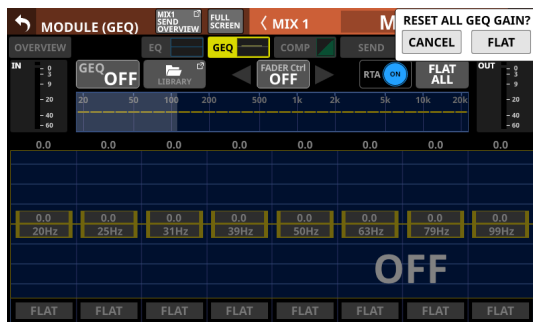 MODULE (GEQ)
MIX1
SEND
OVERVIEW
FULL
SCREEN
MIX 1
M
RESET ALL GEQ GAIN?
CANCEL
FLAT
OVERVIEW
EQ
GEQ
COMP
SEND
IN
0
3
9
20
40
60
GEQ
OFF
LIBRARY
FADER Ctrl
OFF
RTA
ON
FLAT
ALL
OUT
0
3
9
20
40
60
20 50 100 200 500 1k 2k 5k 10k 20k
0.0 0.0 0.0 0.0 0.0 0.0 0.0 0.0
0.0 0.0 0.0 0.0 0.0 0.0 0.0 0.0
20Hz 25Hz 31Hz 39Hz 50Hz 63Hz 79Hz 99Hz
OFF
FLAT FLAT FLAT FLAT FLAT FLAT FLAT FLAT